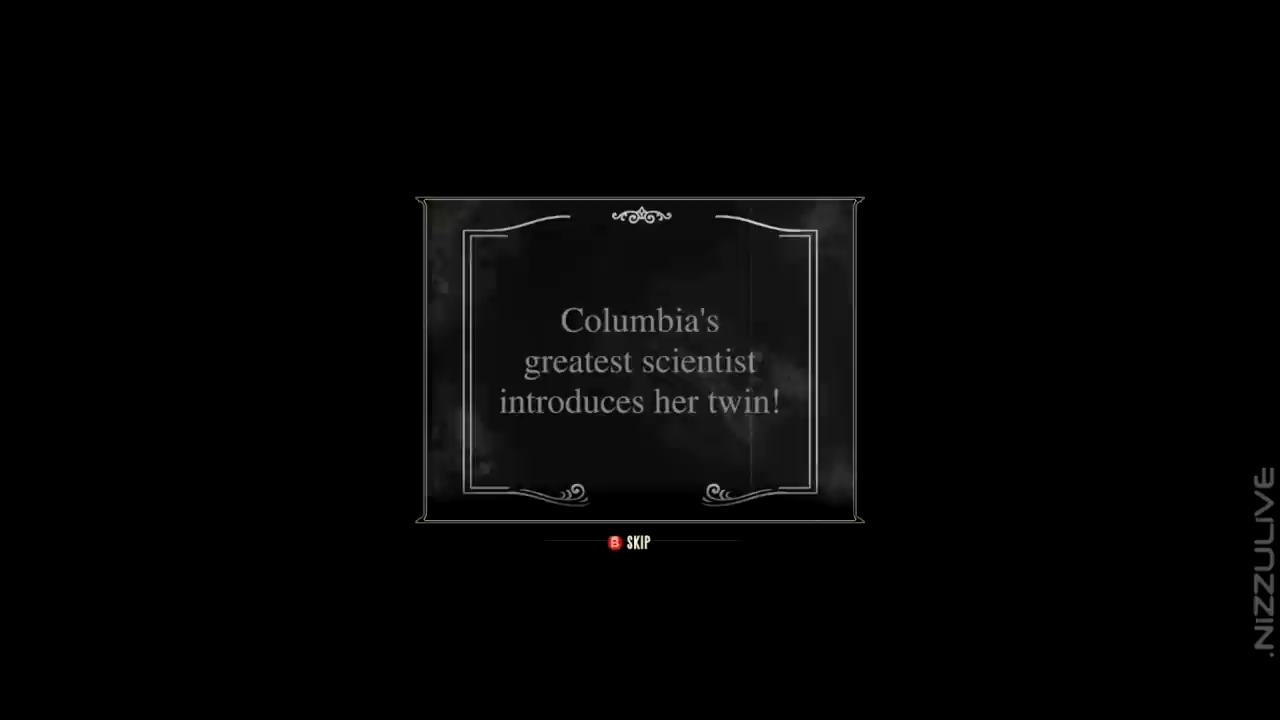 Columbia's
greatest scientist
introduces her twin!
B SKIP
.NIZZULIVE